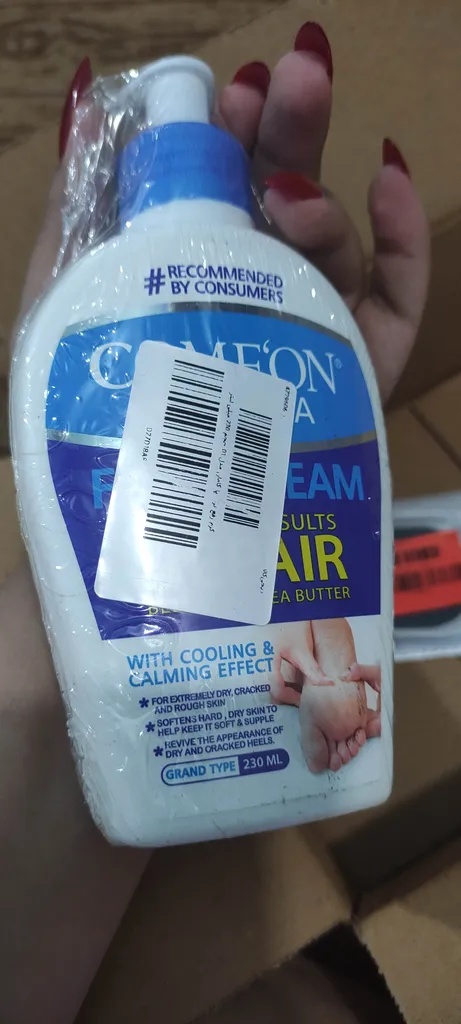 # RECOMMENDED
BY CONSUMERS
COME'ON®
EAM
SULTS
AIR
EA BUTTER
WITH COOLING &
CALMING EFFECT
* FOR EXTREMELY DRY, CRACKED
AND ROUGH SKIN
* SOFTENS HARD, DRY SKIN TO
HELP KEEP IT SOFT & SUPPLE
* REVIVE THE APPEARANCE OF
DRY AND CRACKED HEELS.
GRAND TYPE 230 ML